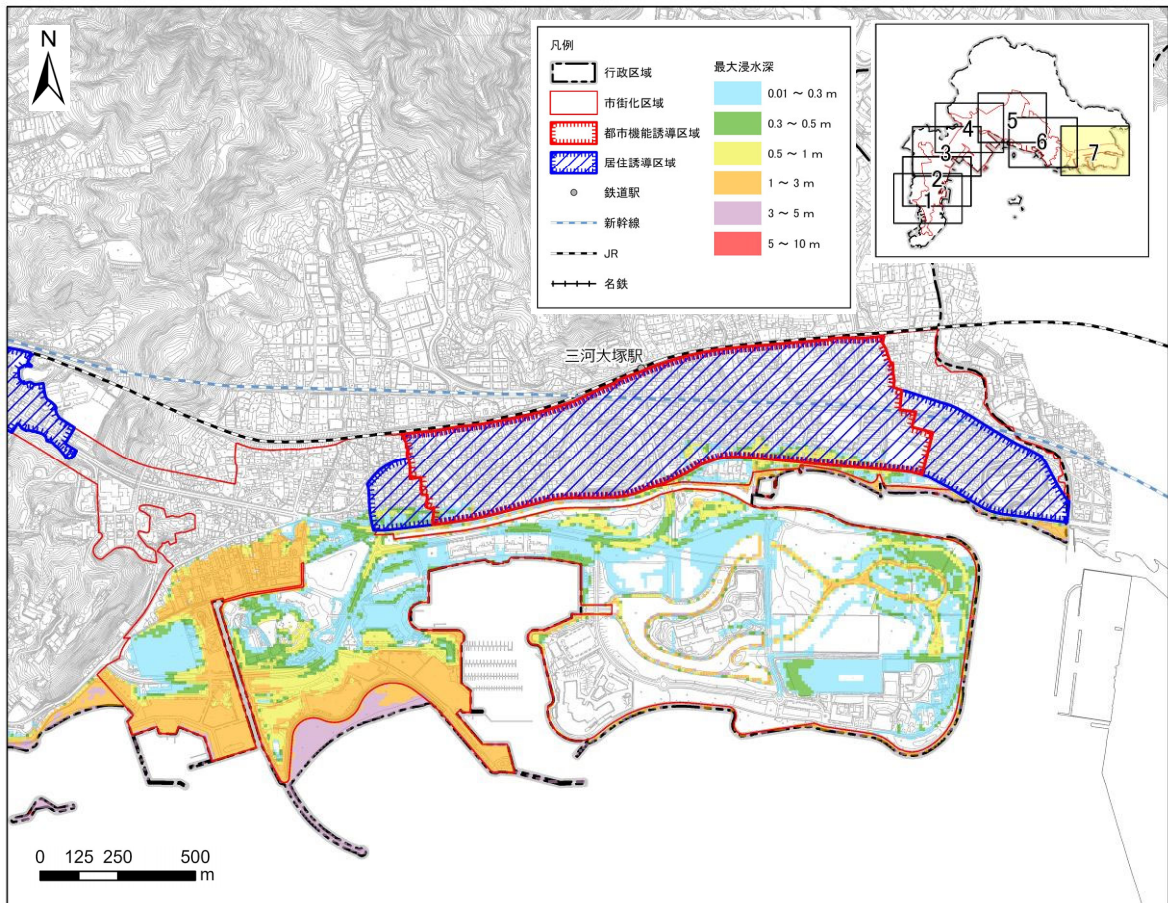 N
凡例
行政区域
市街化区域
都市機能誘導区域
居住誘導区域
鉄道駅
新幹線
JR
名鉄
最大浸水深
0.01 ～ 0.3 m
0.3 ～ 0.5 m
0.5 ～ 1 m
1 ～ 3 m
3 ～ 5 m
5 ～ 10 m
5
4
6
7
3
2
1
三河大塚駅
0 125 250 500
m